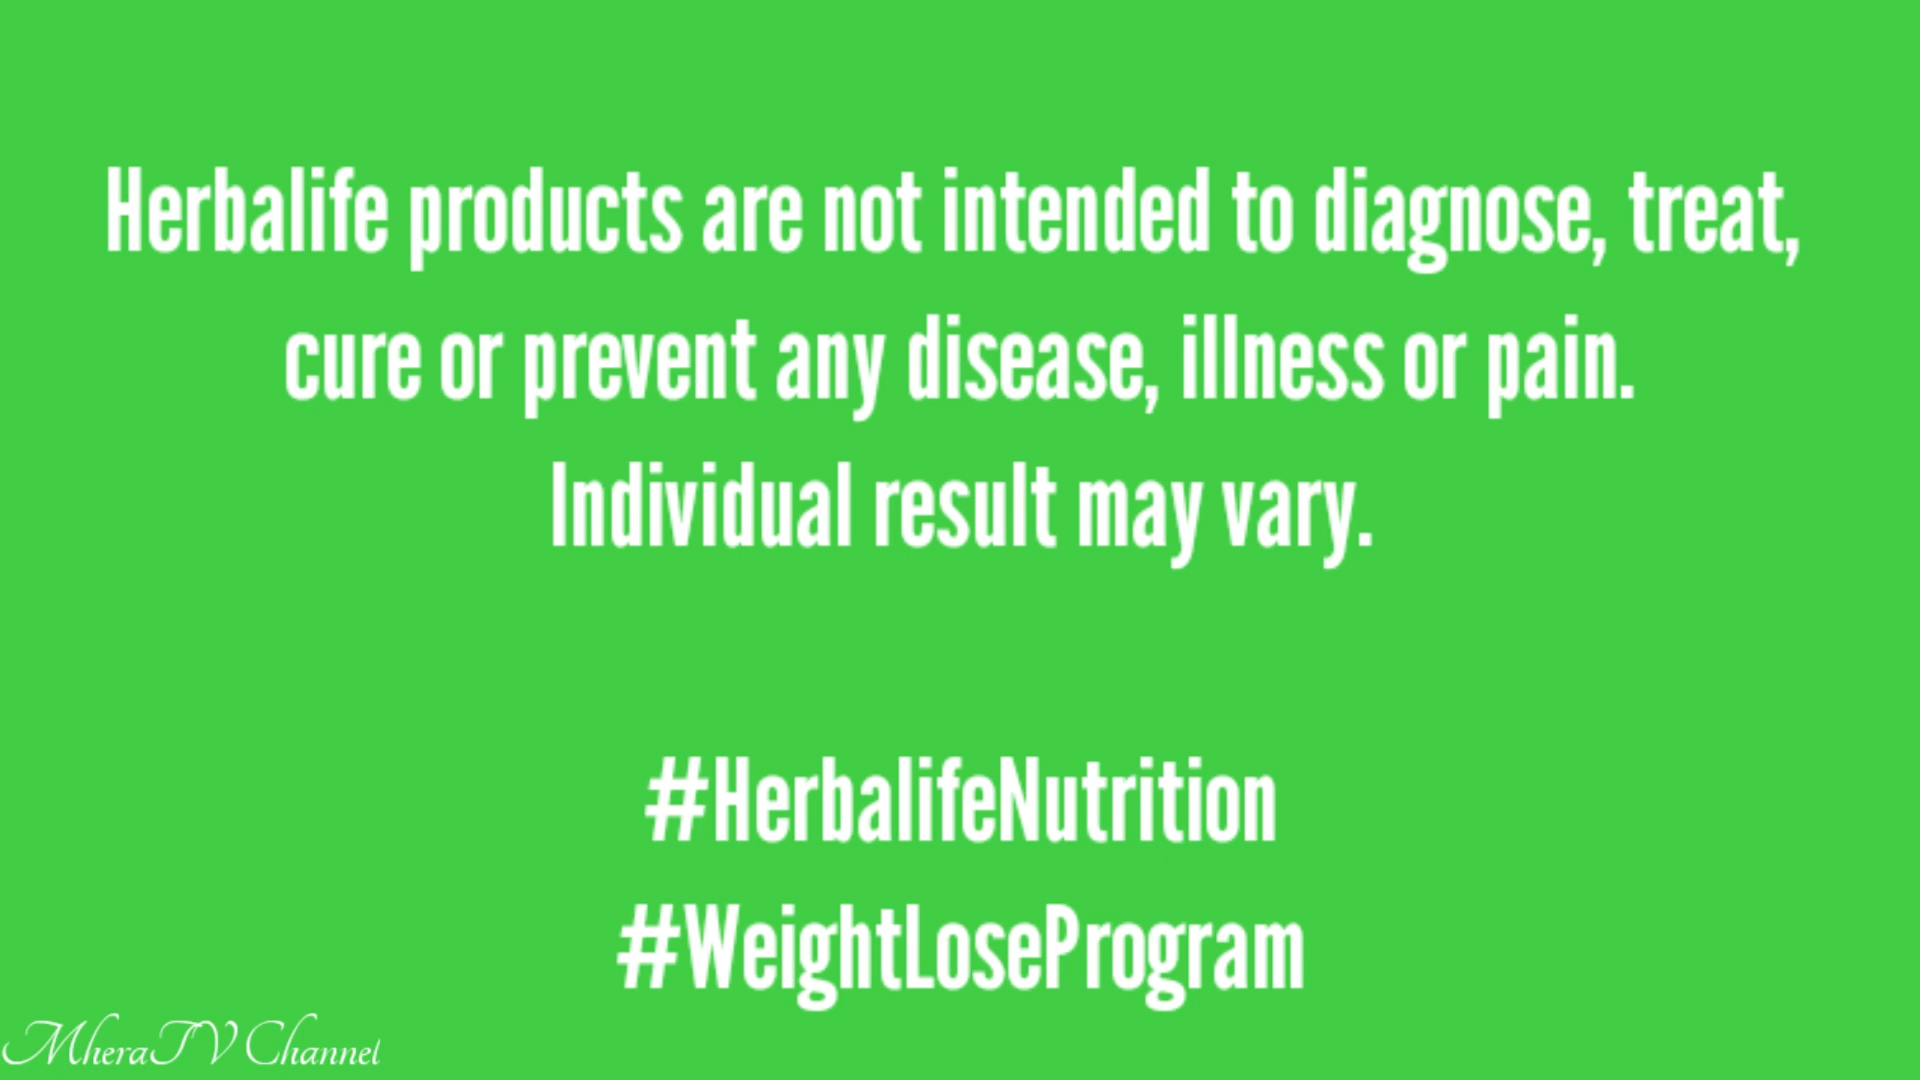 Herbalife products are not intended to diagnose, treat,
cure or prevent any disease, illness or pain.
Individual result may vary.
#HerbalifeNutrition
#WeightLoseProgram
MheraTV Channel